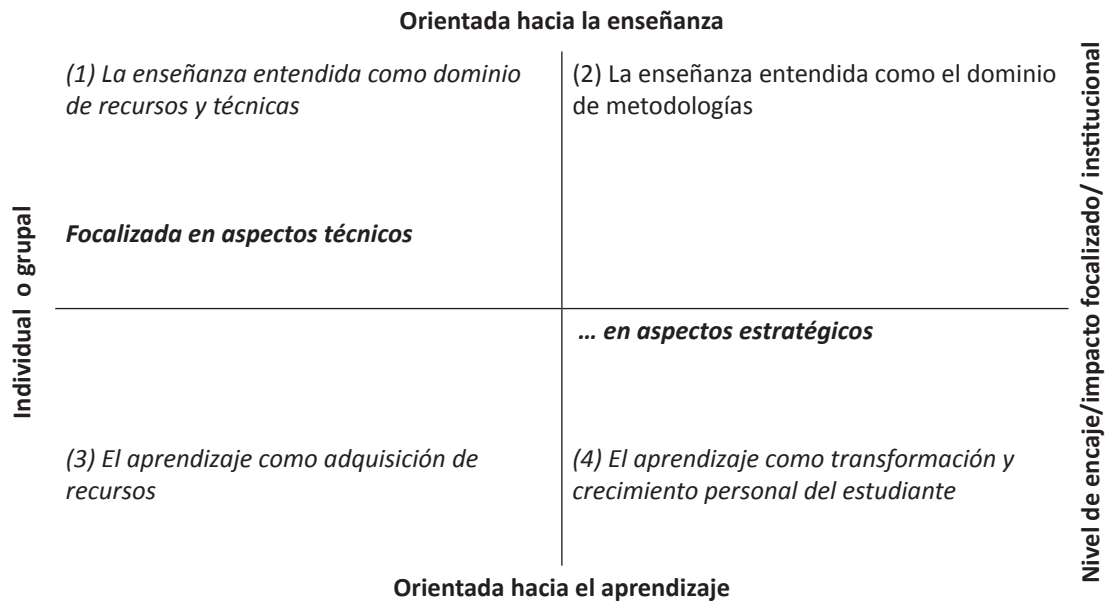 Orientada hacia la enseñanza
(1) La enseñanza entendida como dominio
de recursos y técnicas
(2) La enseñanza entendida como el dominio
de metodologías
Focalizada en aspectos técnicos
Individual o grupal
Nivel de encaje/impacto focalizado/ institucional
... en aspectos estratégicos
(3) El aprendizaje como adquisición de
recursos
(4) El aprendizaje como transformación y
crecimiento personal del estudiante
Orientada hacia el aprendizaje